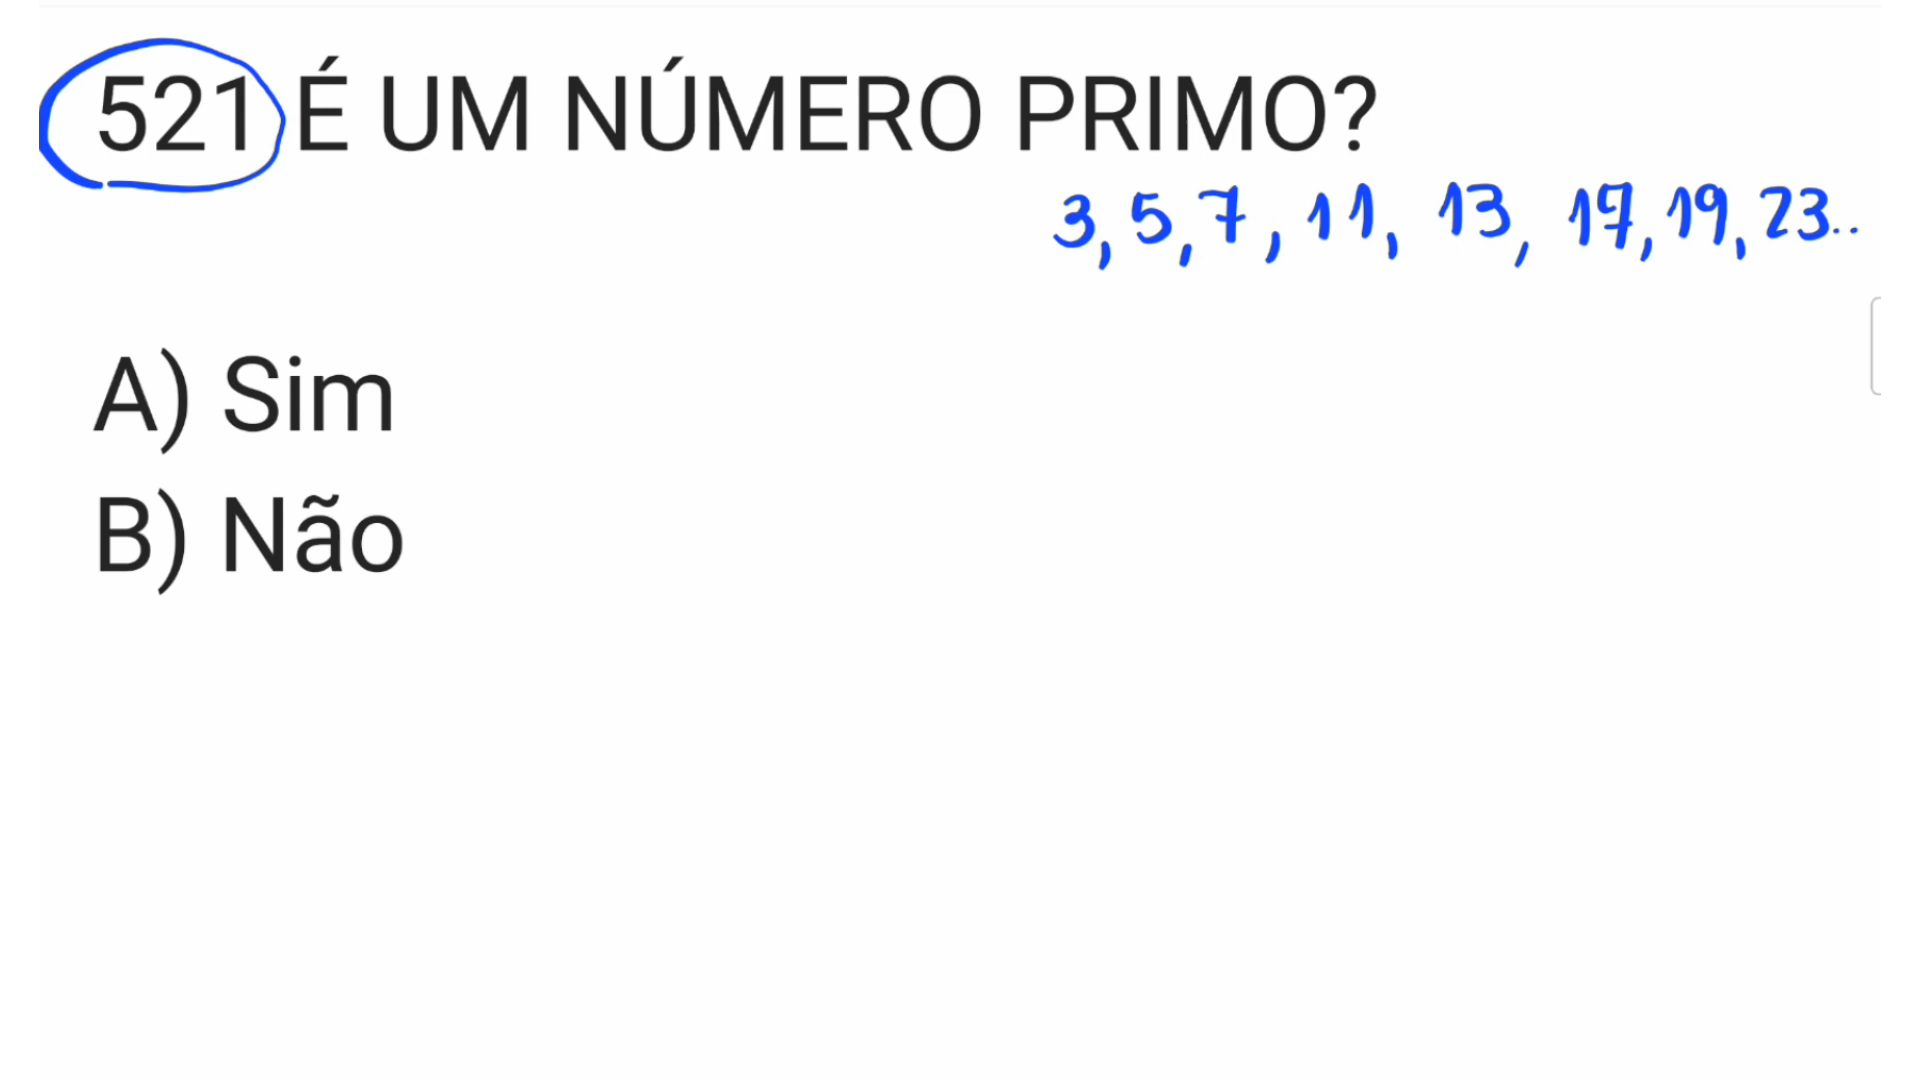 521 É UM NÚMERO PRIMO?
3, 5, 7, 11, 13, 17, 19, 23..
A) Sim
B) Não